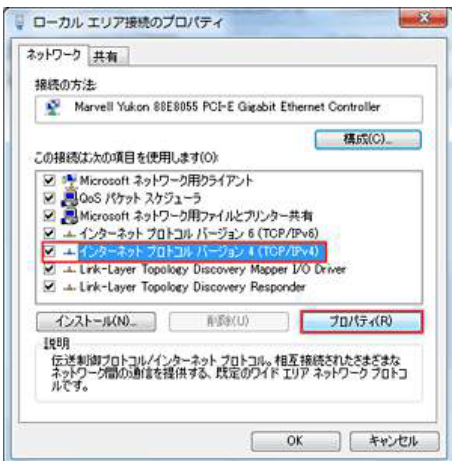 ローカル エリア接続のプロパティ
ネットワーク 共有
接続の方法:
Marvell Yukon 88E8055 PCI-E Gigabit Ethernet Controller
構成(C)...
この接続は次の項目を使用します(O):
Microsoft ネットワーク用クライアント
QoS パケット スケジューラ
Microsoft ネットワーク用ファイルとプリンター共有
インターネット プロトコル バージョン 6 (TCP/IPv6)
インターネット プロトコル バージョン 4 (TCP/IPv4)
Link-Layer Topology Discovery Mapper I/O Driver
Link-Layer Topology Discovery Responder
インストール(N)... 削除(U) プロパティ(R)
説明
伝送制御プロトコル/インターネット プロトコル。相互接続されたさまざまな
ネットワーク間の通信を提供する、既定のワイド エリア ネットワーク プロトコ
ルです。
OK キャンセル